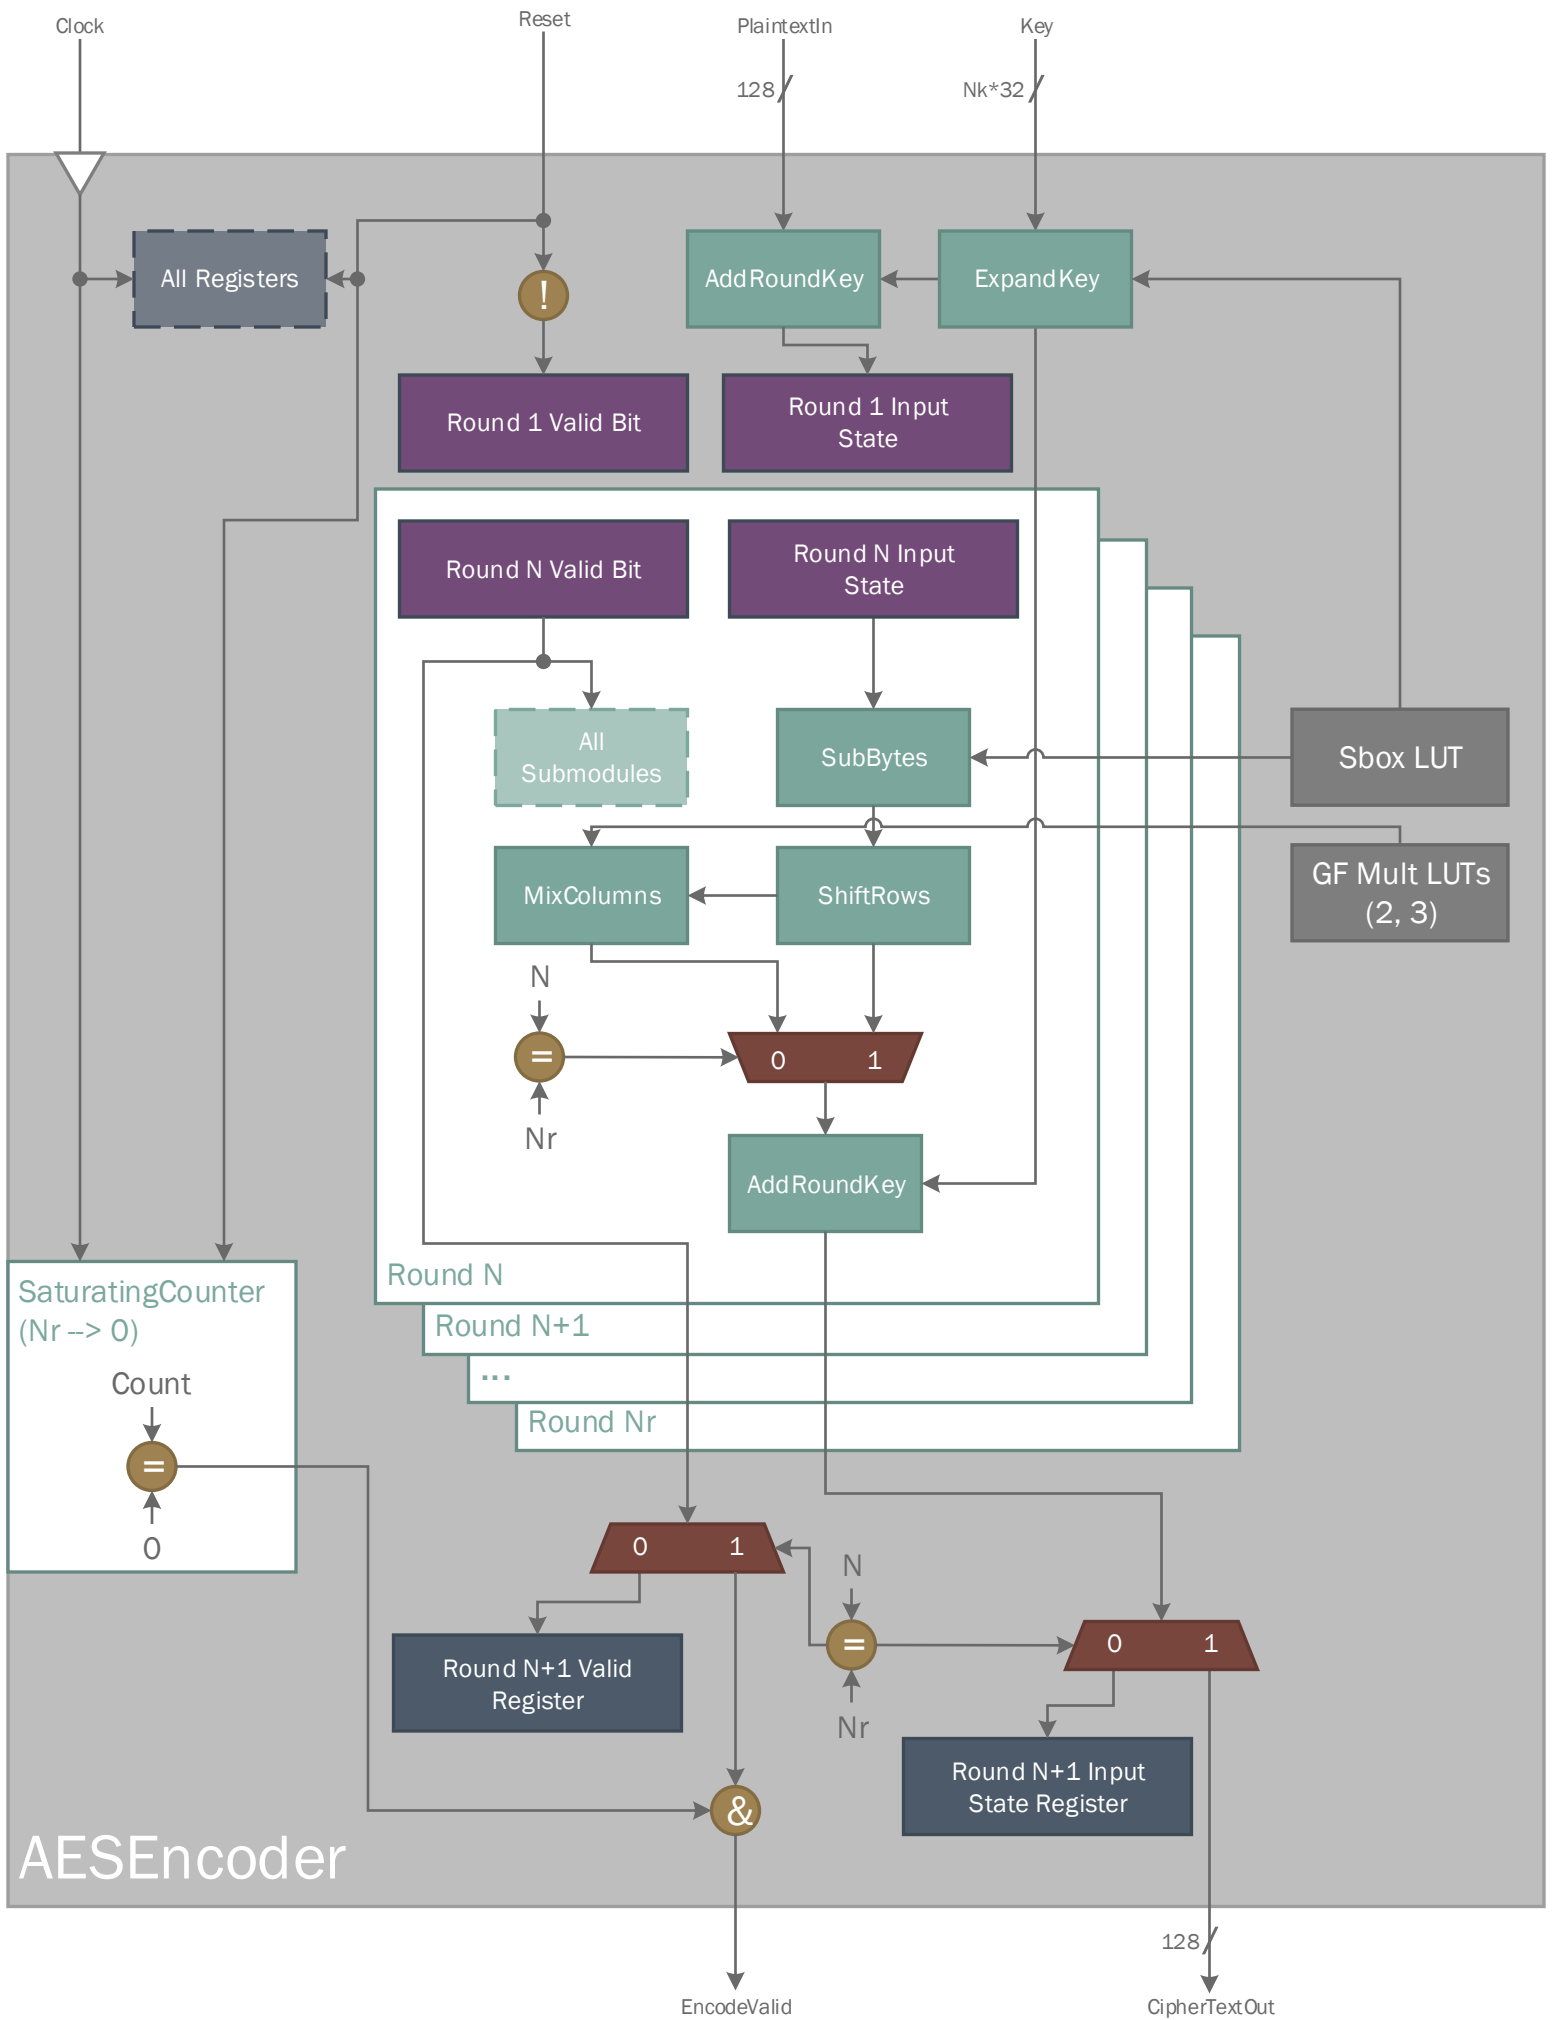 Clock
Reset
PlaintextIn
Key
128
Nk*32
All Registers
!
AddRoundKey
ExpandKey
Round 1 Valid Bit
Round 1 Input
State
Round N Valid Bit
Round N Input
State
All
Submodules
SubBytes
Sbox LUT
MixColumns
ShiftRows
GF Mult LUTs
(2, 3)
N
=
Nr
0 1
AddRoundKey
Round N
Round N+1
...
Round Nr
SaturatingCounter
(Nr --> 0)
Count
=
0
0 1
N
=
Nr
0 1
Round N+1 Valid
Register
Round N+1 Input
State Register
&
AESEncoder
128
EncodeValid
CipherTextOut